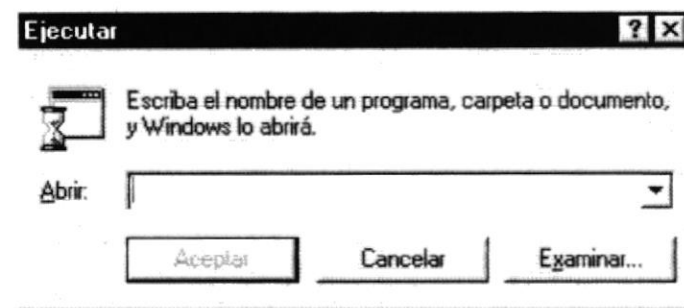 Ejecutar ? X
Escriba el nombre de un programa, carpeta o documento,
y Windows lo abrirá.
Abrir:
Aceptar Cancelar Examinar...